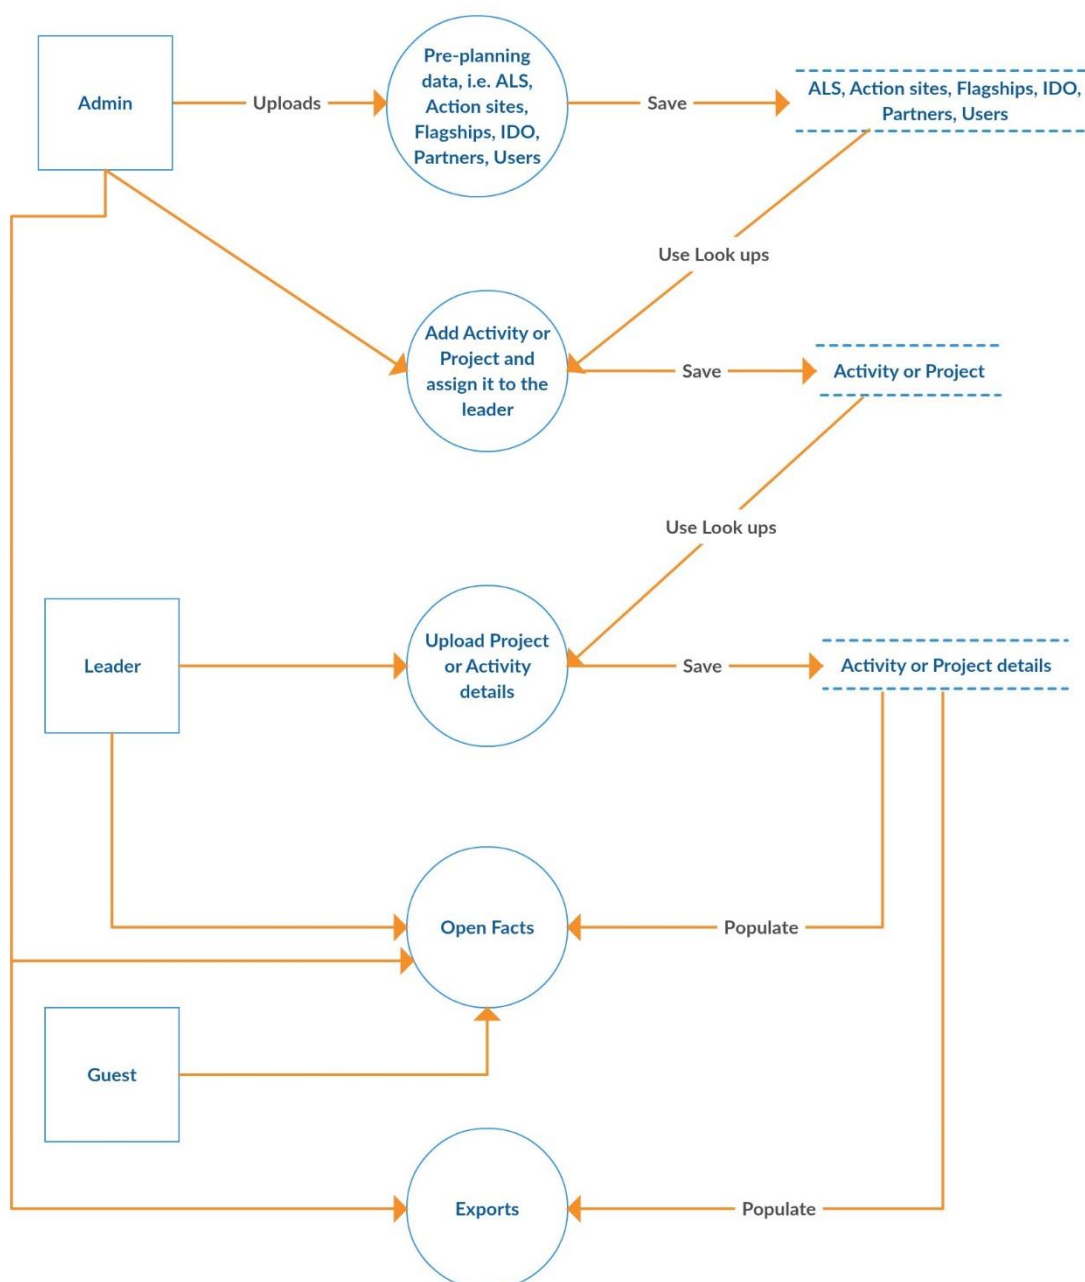 Admin
Uploads
Pre-planning
data, i.e. ALS,
Action sites,
Flagships, IDO,
Partners, Users
Save
ALS, Action sites, Flagships, IDO,
Partners, Users
Use Look ups
Add Activity or
Project and
assign it to the
leader
Save
Activity or Project
Use Look ups
Leader
Upload Project
or Activity
details
Save
Activity or Project details
Open Facts
Populate
Guest
Exports
Populate